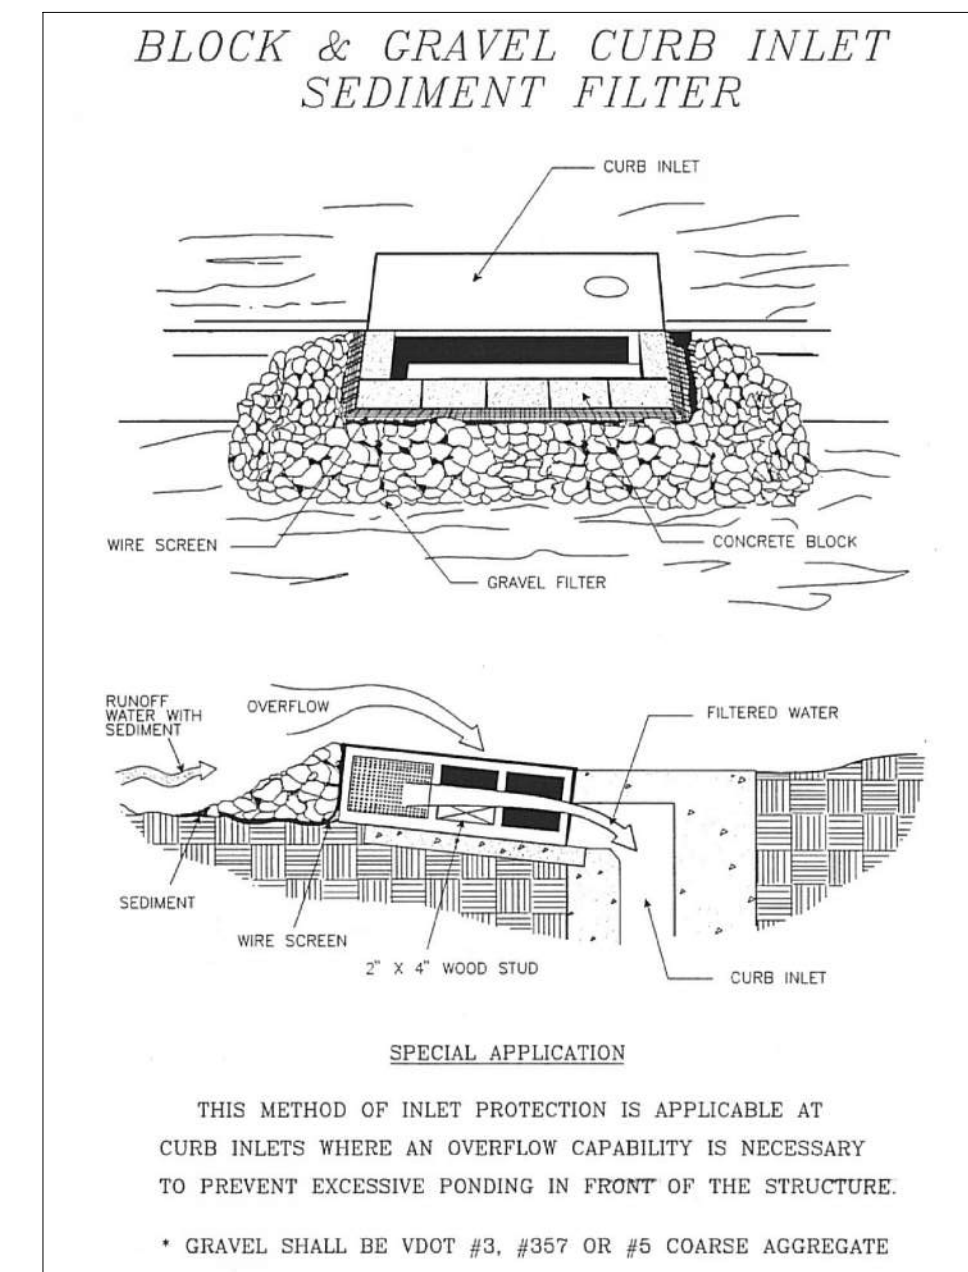 BLOCK & GRAVEL CURB INLET
SEDIMENT FILTER
CURB INLET
WIRE SCREEN
CONCRETE BLOCK
GRAVEL FILTER
RUNOFF
WATER WITH
SEDIMENT
OVERFLOW
FILTERED WATER
SEDIMENT
WIRE SCREEN
2" X 4" WOOD STUD
CURB INLET
SPECIAL APPLICATION
THIS METHOD OF INLET PROTECTION IS APPLICABLE AT
CURB INLETS WHERE AN OVERFLOW CAPABILITY IS NECESSARY
TO PREVENT EXCESSIVE PONDING IN FRONT OF THE STRUCTURE.
* GRAVEL SHALL BE VDOT #3, #357 OR #5 COARSE AGGREGATE